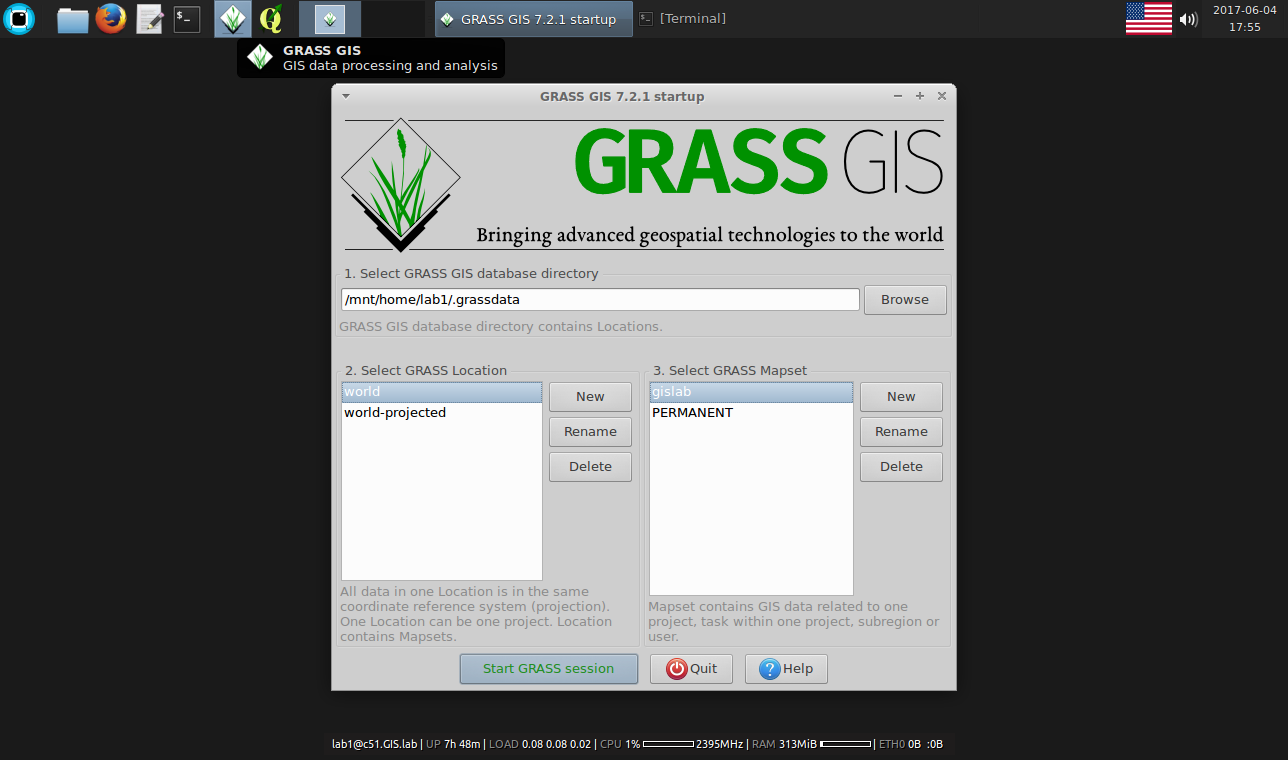 $_
GRASS GIS 7.2.1 startup
[Terminal]
2017-06-04
17:55
GRASS GIS
GIS data processing and analysis
GRASS GIS 7.2.1 startup
GRASS GIS
Bringing advanced geospatial technologies to the world
1. Select GRASS GIS database directory
/mnt/home/lab1/.grassdata
Browse
GRASS GIS database directory contains Locations.
2. Select GRASS Location
world
world-projected
New
Rename
Delete
All data in one Location is in the same
coordinate reference system (projection).
One Location can be one project. Location
contains Mapsets.
3. Select GRASS Mapset
gislab
PERMANENT
New
Rename
Delete
Mapset contains GIS data related to one
project, task within one project, subregion or
user.
Start GRASS session
Quit
? Help
lab1@c51.GIS.lab | UP 7h 48m | LOAD 0.08 0.08 0.02 | CPU 1% 2395MHz | RAM 313MiB | ETH0 0B :0B